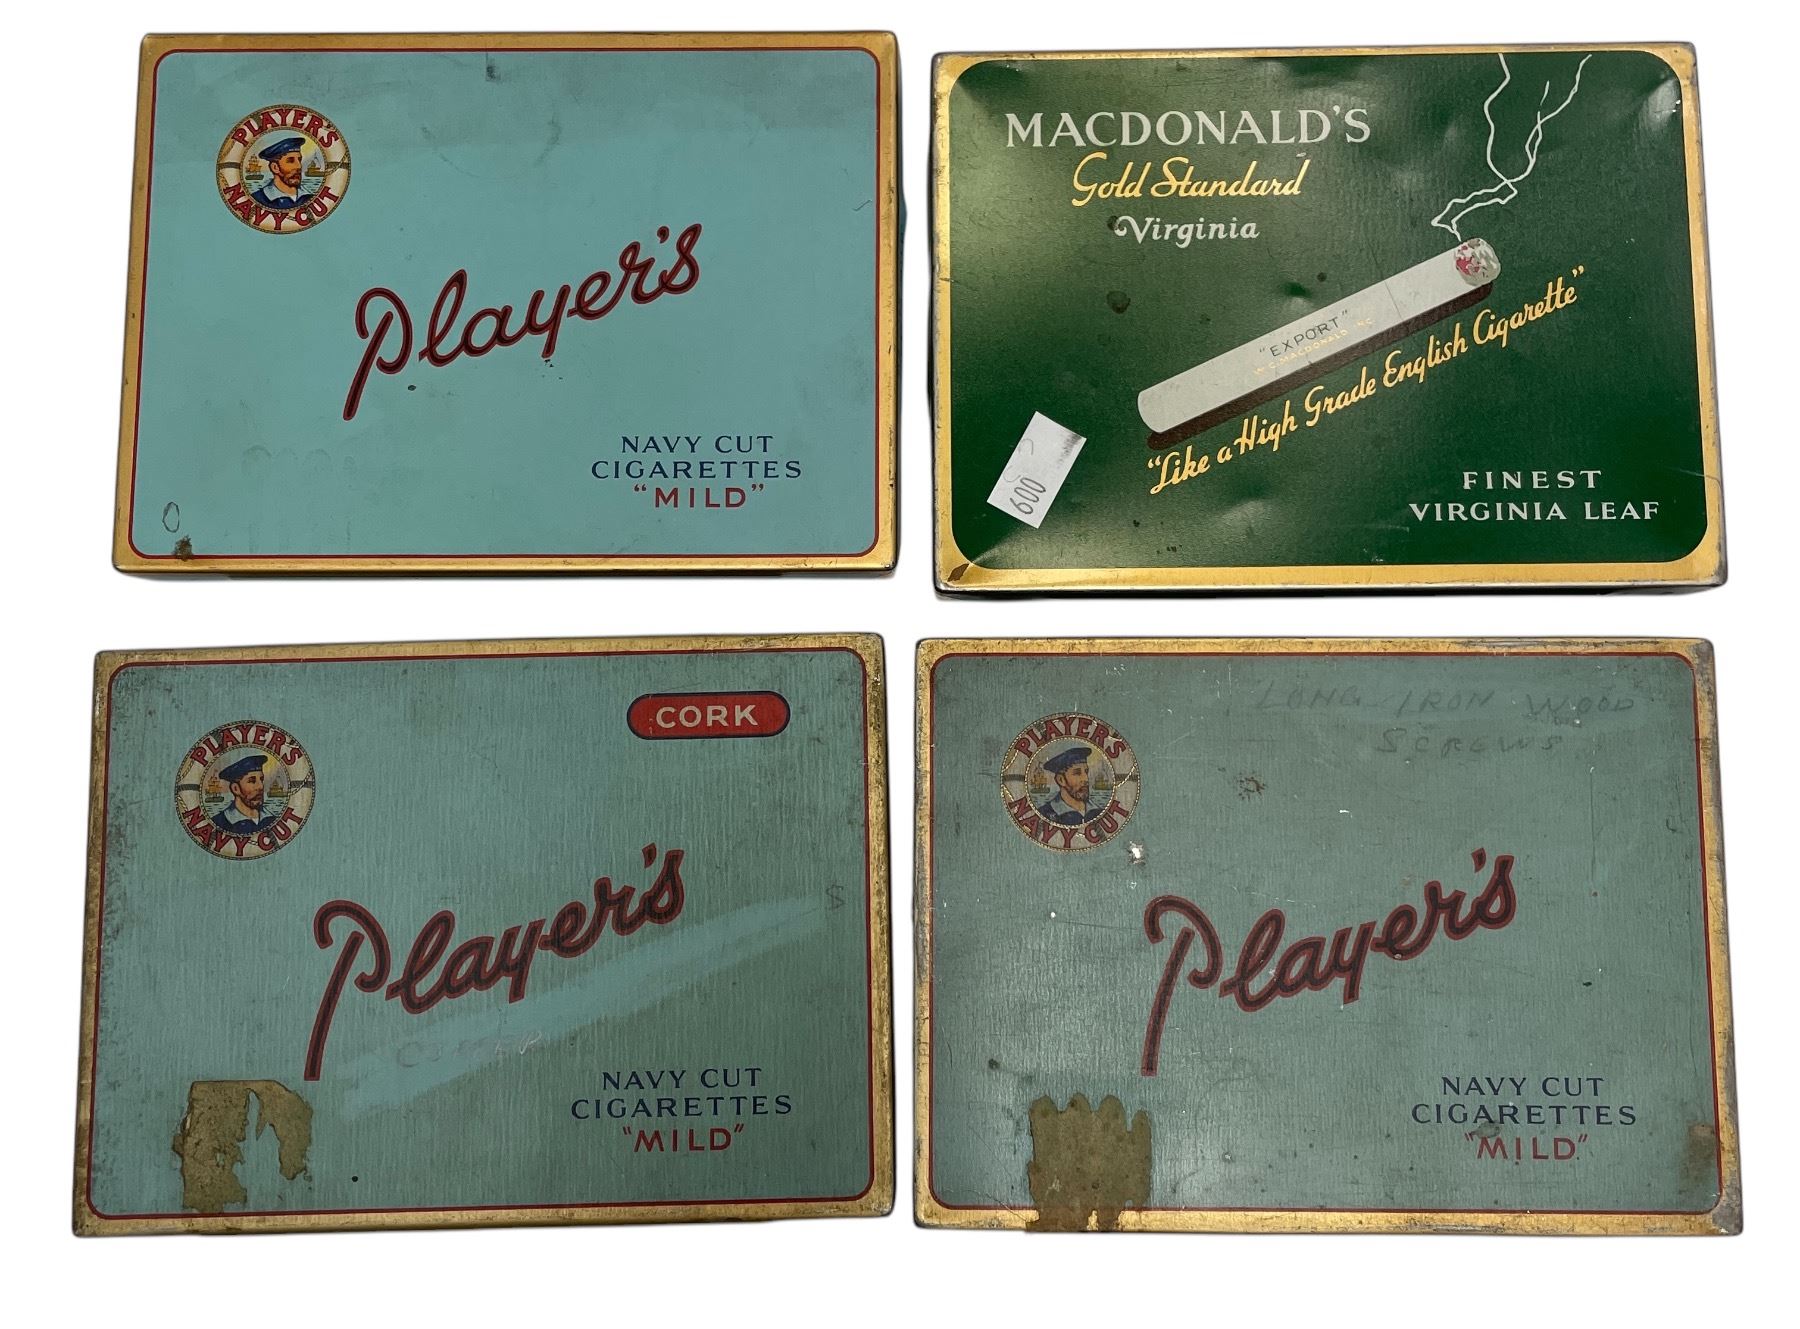 PLAYER'S
NAVY CUT
Player's
NAVY CUT
CIGARETTES
"MILD"
MACDONALD'S
Gold Standard
Virginia
"EXPORT"
W.C. MACDONALD INC.
"Like a High Grade English Cigarette"
600
FINEST
VIRGINIA LEAF
CORK
PLAYER'S
NAVY CUT
Player's
NAVY CUT
CIGARETTES
"MILD"
LONG IRON WOOD
SCREWS
PLAYER'S
NAVY CUT
Player's
NAVY CUT
CIGARETTES
"MILD"